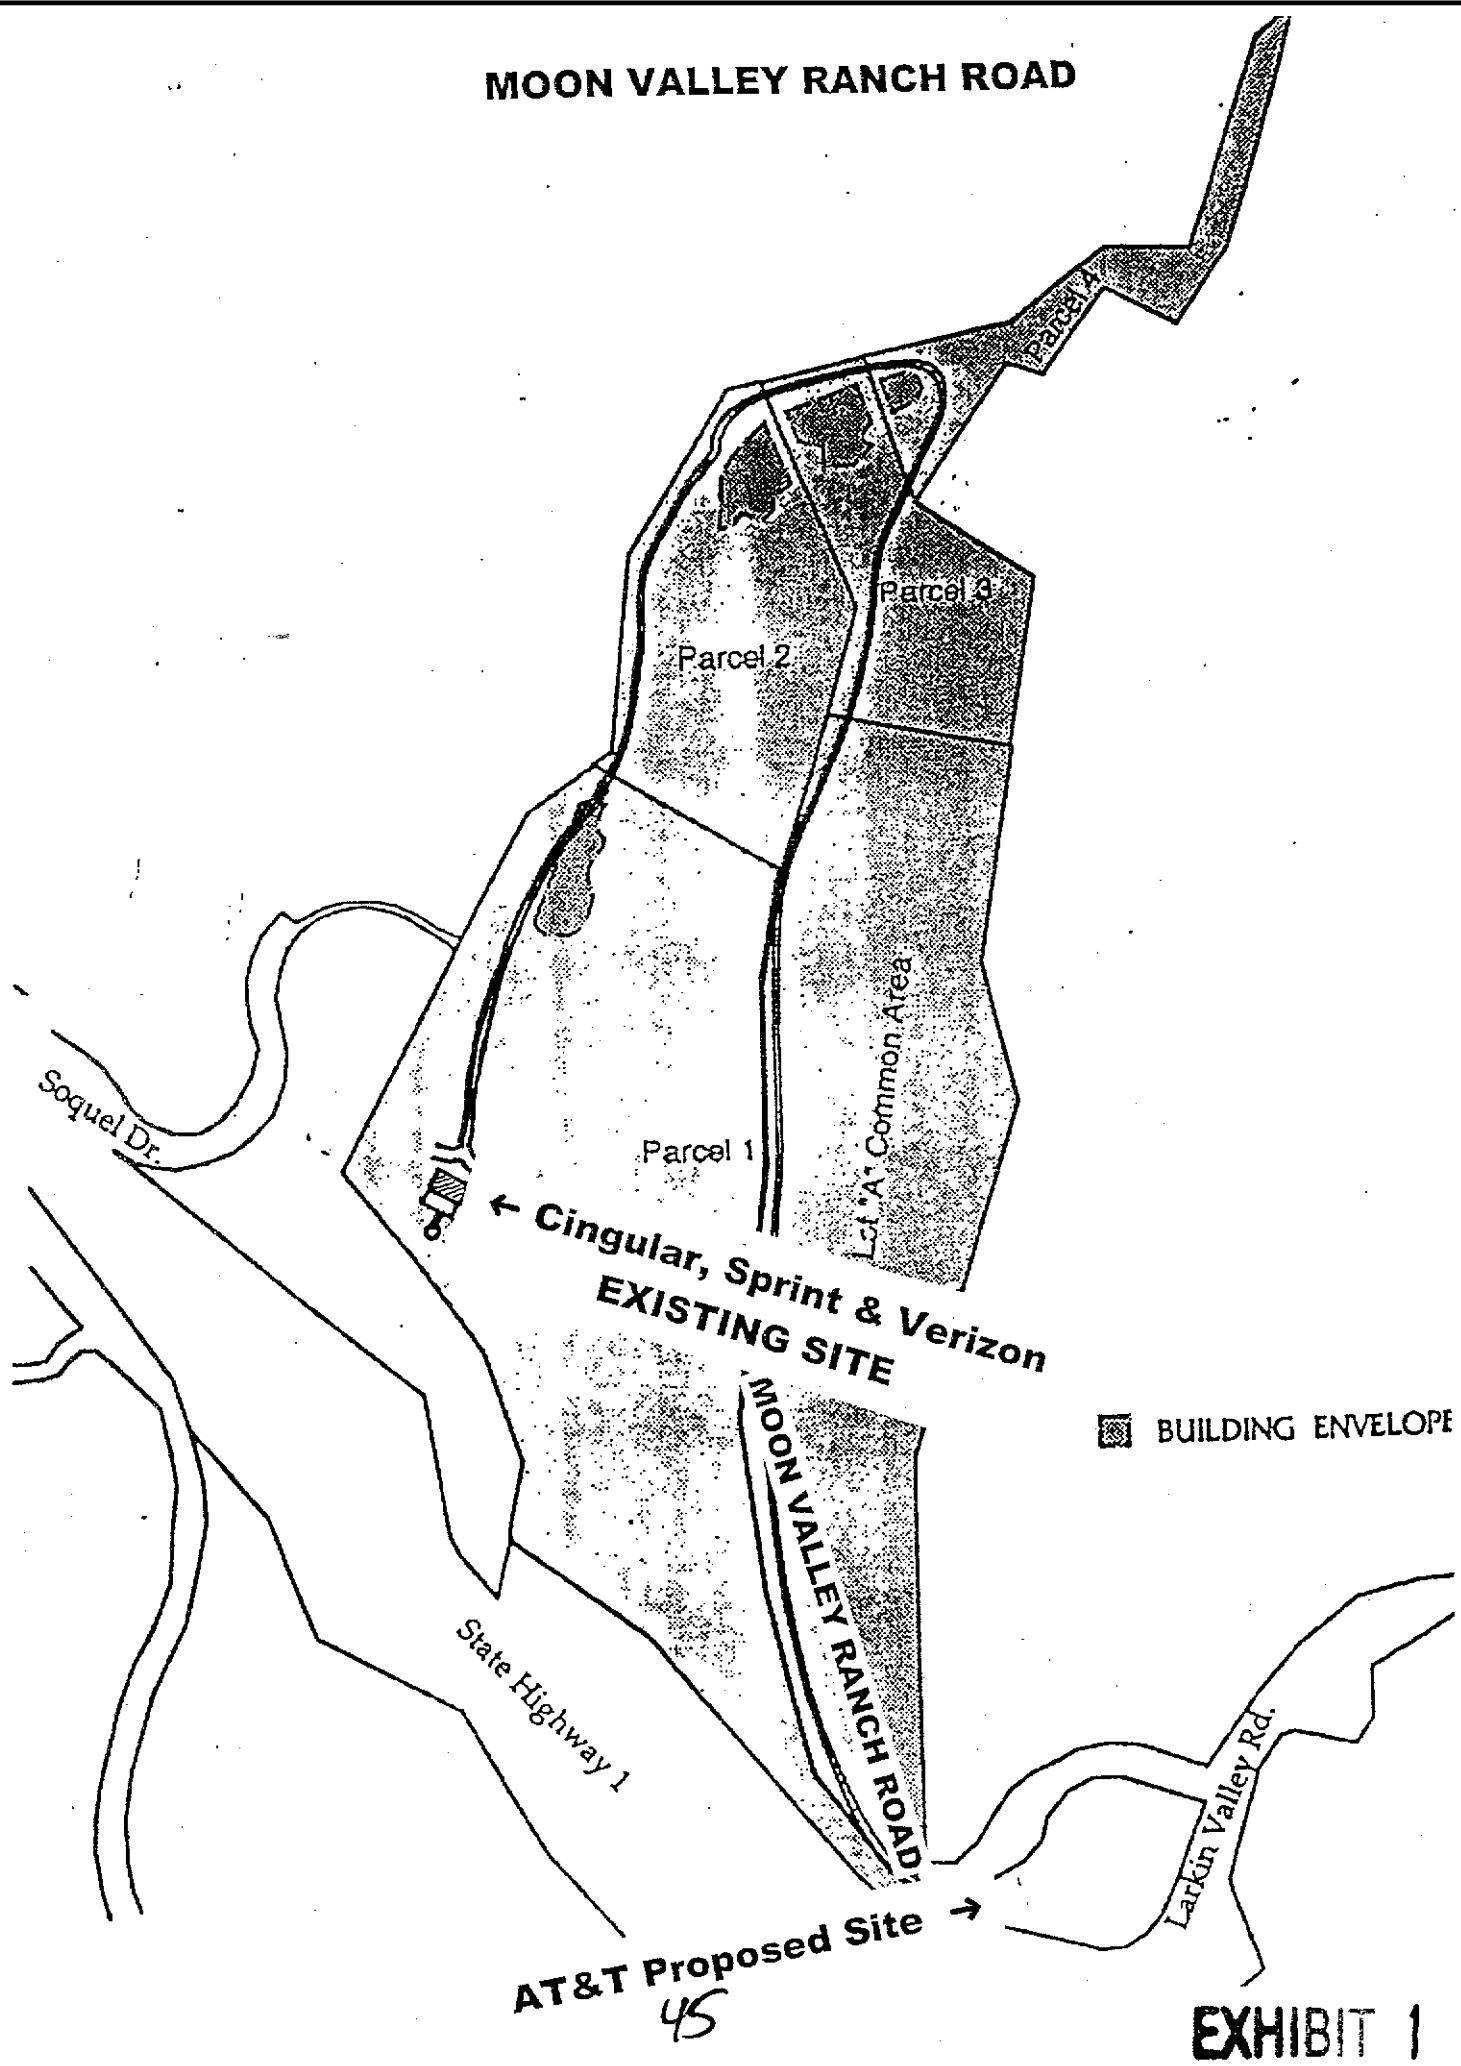 MOON VALLEY RANCH ROAD
Parcel 4
Parcel 3
Parcel 2
Soquel Dr.
Lot "A" Common Area
Parcel 1
← Cingular, Sprint & Verizon
EXISTING SITE
MOON VALLEY RANCH ROAD
BUILDING ENVELOPE
State Highway 1
Larkin Valley Rd.
AT&T Proposed Site →
45
EXHIBIT 1